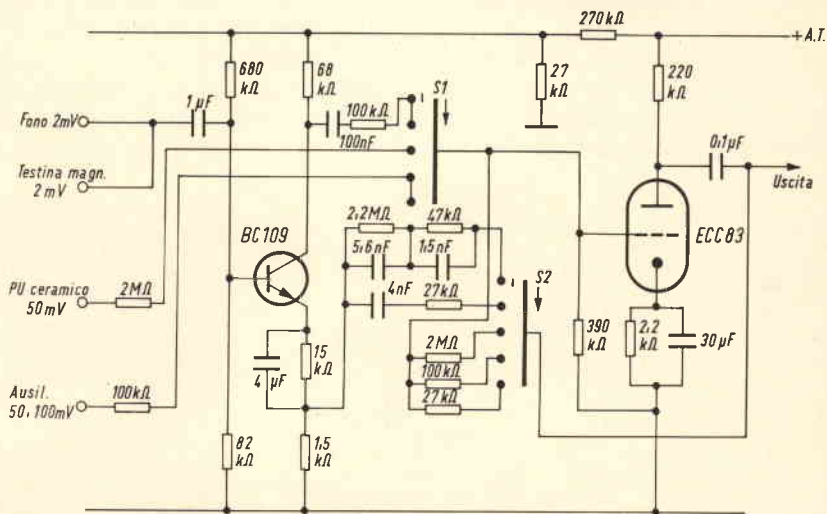 270kΩ
+A.T.
680
kΩ
68
kΩ
27
kΩ
220
kΩ
S1
1µF
100kΩ
100nF
1
Fono 2mV
0,1µF
Testina magn.
2mV
Uscita
2,2MΩ
47kΩ
BC109
5,6nF
1,5nF
ECC83
1
S2
4nF
27kΩ
PU ceramico
50mV
2MΩ
15
kΩ
2MΩ
390
kΩ
2,2
kΩ
30µF
4
µF
100kΩ
100kΩ
Ausil.
50,100mV
27kΩ
82
kΩ
1,5
kΩ